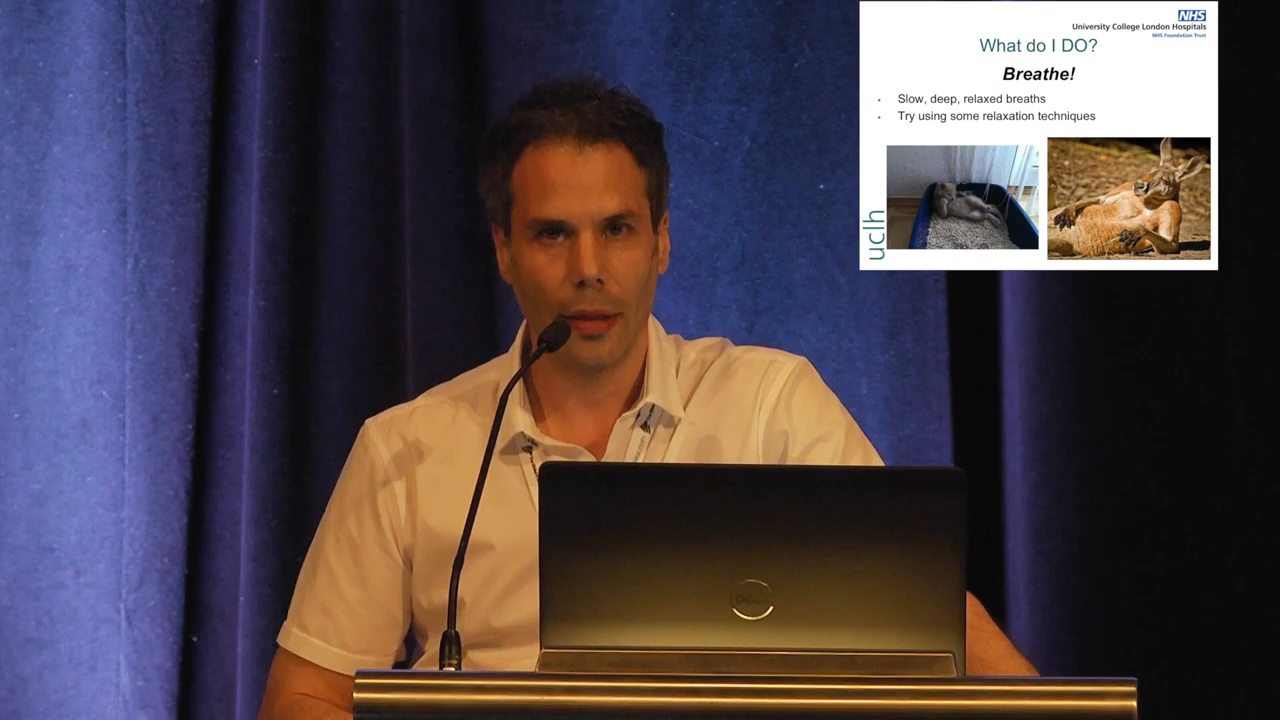 NHS
University College London Hospitals
NHS Foundation Trust
What do I DO?
Breathe!
• Slow, deep, relaxed breaths
• Try using some relaxation techniques
uclh
DELL